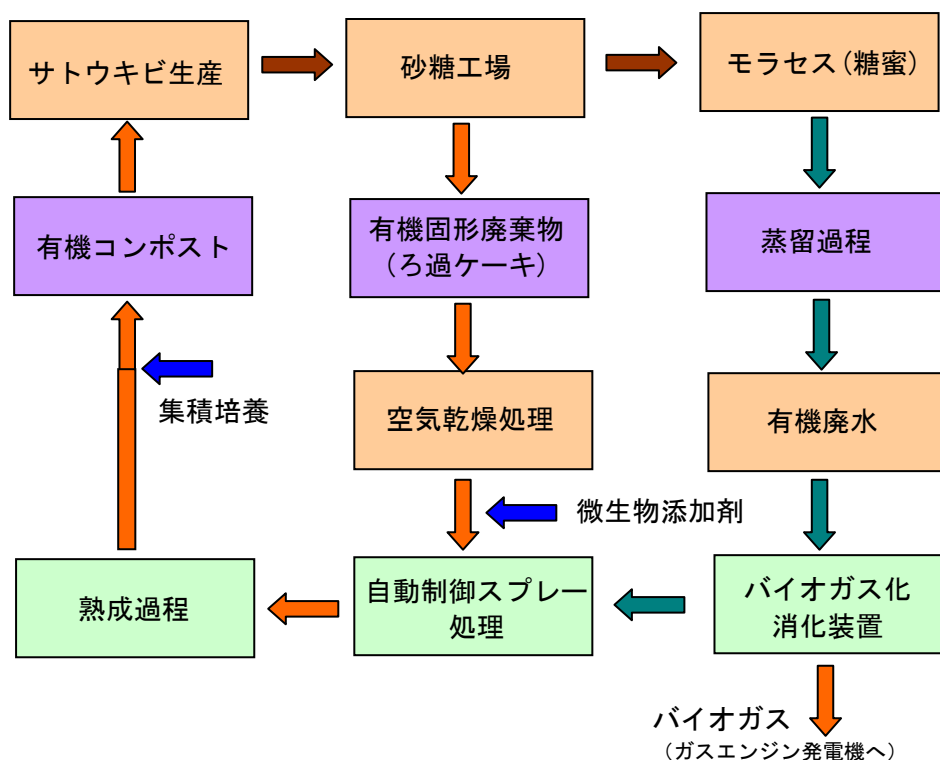 サトウキビ生産
砂糖工場
モラセス(糖蜜)
有機コンポスト
有機固形廃棄物
(ろ過ケーキ)
蒸留過程
集積培養
空気乾燥処理
有機廃水
微生物添加剤
熟成過程
自動制御スプレー
処理
バイオガス化
消化装置
バイオガス
(ガスエンジン発電機へ)